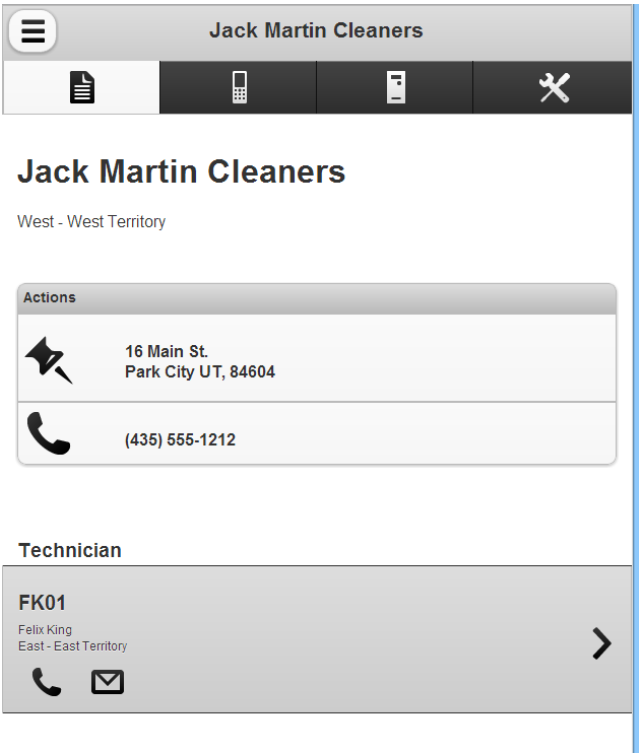 Jack Martin Cleaners
Jack Martin Cleaners
West - West Territory
Actions
16 Main St.
Park City UT, 84604
(435) 555-1212
Technician
FK01
Felix King
East - East Territory